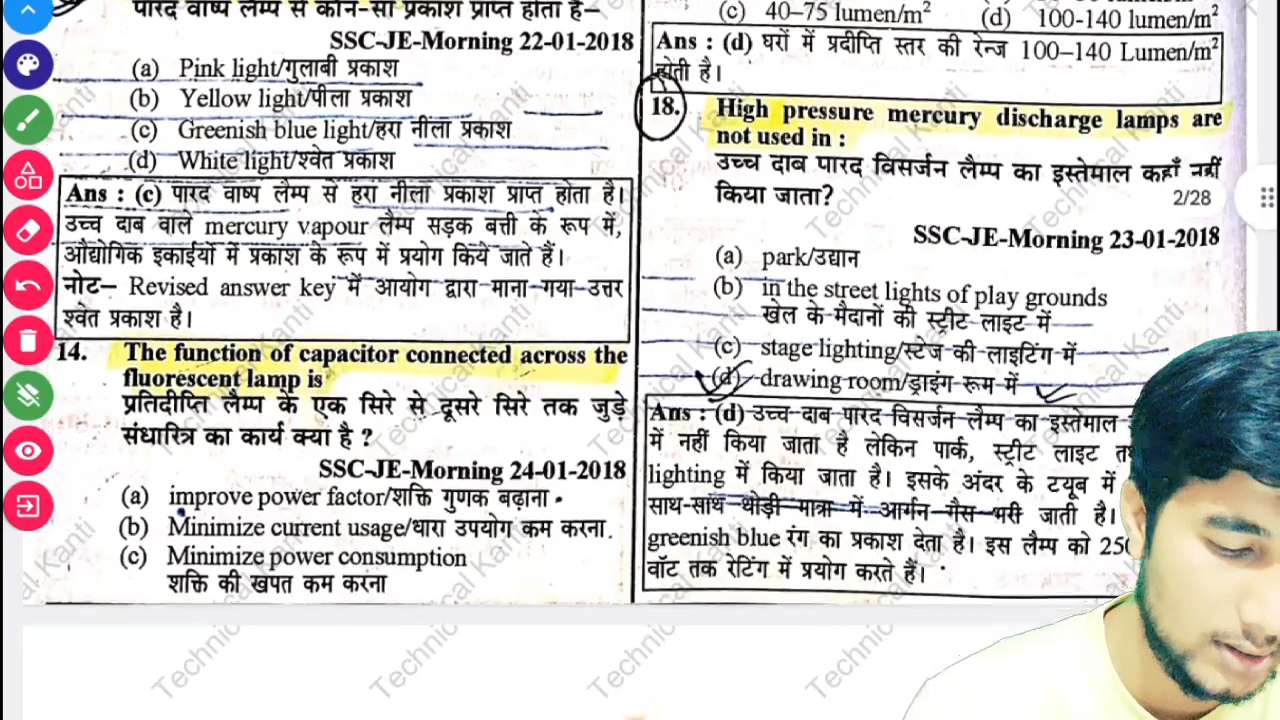 पारद वाष्प लैम्प से कौन-सा प्रकाश प्राप्त होता है–
SSC-JE-Morning 22-01-2018
(a) Pink light/गुलाबी प्रकाश
(b) Yellow light/पीला प्रकाश
(c) Greenish blue light/हरा नीला प्रकाश
(d) White light/श्वेत प्रकाश
Ans : (c) पारद वाष्प लैम्प से हरा नीला प्रकाश प्राप्त होता है।
उच्च दाब वाले mercury vapour लैम्प सड़क बत्ती के रूप में,
औद्योगिक इकाईयों में प्रकाश के रूप में प्रयोग किये जाते हैं।
नोट– Revised answer key में आयोग द्वारा माना गया उत्तर
श्वेत प्रकाश है।
14. The function of capacitor connected across the
fluorescent lamp is
प्रतिदीप्ति लैम्प के एक सिरे से दूसरे सिरे तक जुड़े
संधारित्र का कार्य क्या है ?
SSC-JE-Morning 24-01-2018
(a) improve power factor/शक्ति गुणक बढ़ाना
(b) Minimize current usage/धारा उपयोग कम करना.
(c) Minimize power consumption
शक्ति की खपत कम करना
(c) 40–75 lumen/m² (d) 100-140 lumen/m²
Ans : (d) घरों में प्रदीप्ति स्तर की रेन्ज 100–140 Lumen/m²
होती है।
18. High pressure mercury discharge lamps are
not used in :
उच्च दाब पारद विसर्जन लैम्प का इस्तेमाल कहाँ नहीं
किया जाता?
2/28
SSC-JE-Morning 23-01-2018
(a) park/उद्यान
(b) in the street lights of play grounds
खेल के मैदानों की स्ट्रीट लाइट में
(c) stage lighting/स्टेज की लाइटिंग में
(d) drawing room/ड्राइंग रूम में
Ans : (d) उच्च दाब पारद विसर्जन लैम्प का इस्तेमाल
में नहीं किया जाता है लेकिन पार्क, स्ट्रीट लाइट
lighting में किया जाता है। इसके अंदर के टयूब में
साथ-साथ थोड़ी मात्रा में आर्गन गैस भरी जाती है।
greenish blue रंग का प्रकाश देता है। इस लैम्प को
वॉट तक रेटिंग में प्रयोग करते हैं।
Technical Kanti